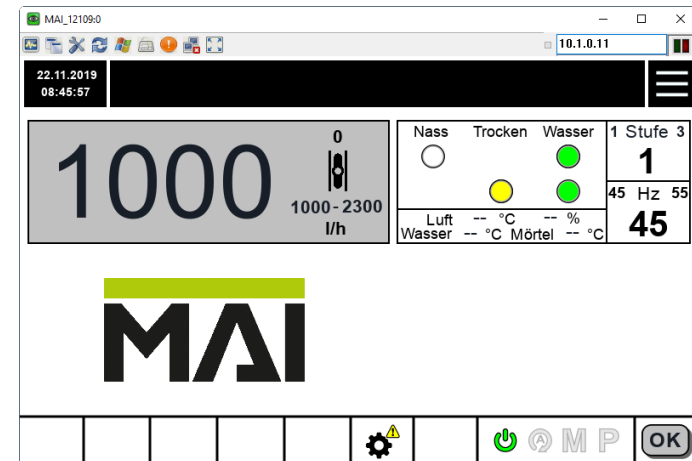 MAI_12109:0
10.1.0.11
22.11.2019
08:45:57
1000
0
1000-2300
l/h
Nass Trocken Wasser
Luft -- °C -- %
Wasser -- °C Mörtel -- °C
1 Stufe 3
1
45 Hz 55
45
MAI
A M P
OK